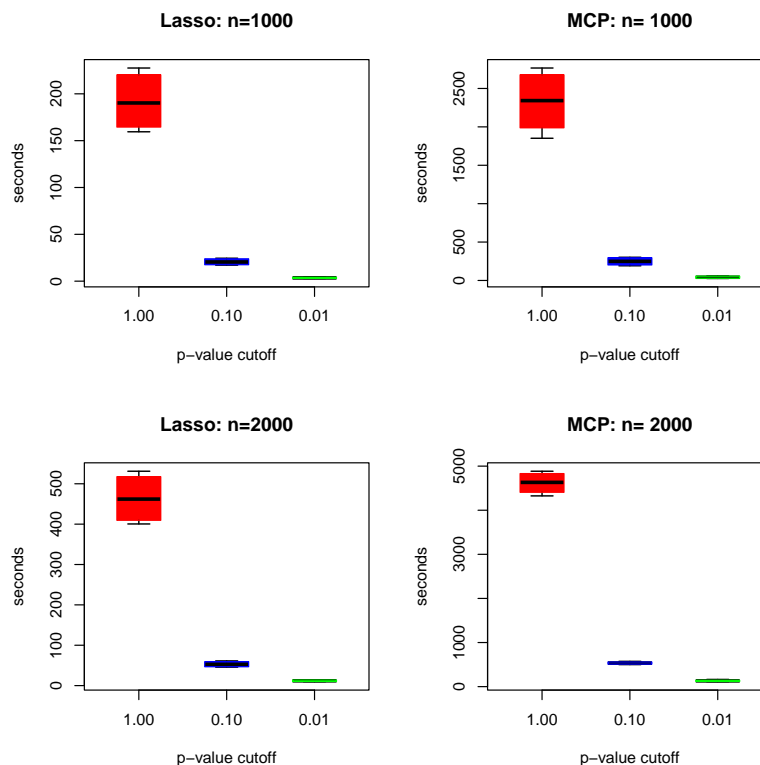 Lasso: n=1000
seconds
200
150
100
50
0
1.00 0.10 0.01
p-value cutoff
MCP: n= 1000
seconds
2500
1500
500
0
1.00 0.10 0.01
p-value cutoff
Lasso: n=2000
seconds
500
400
300
200
100
0
1.00 0.10 0.01
p-value cutoff
MCP: n= 2000
seconds
5000
3000
1000
0
1.00 0.10 0.01
p-value cutoff